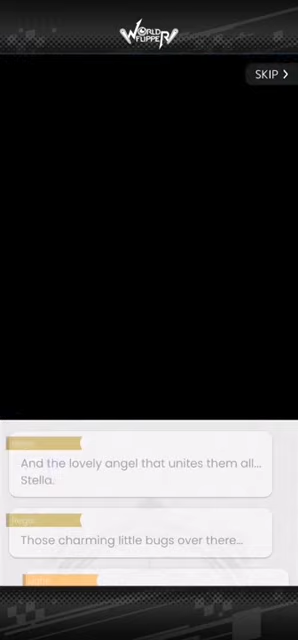 WORLD
FLIPPER
SKIP
And the lovely angel that unites them all...
Stella.
Those charming little bugs over there...